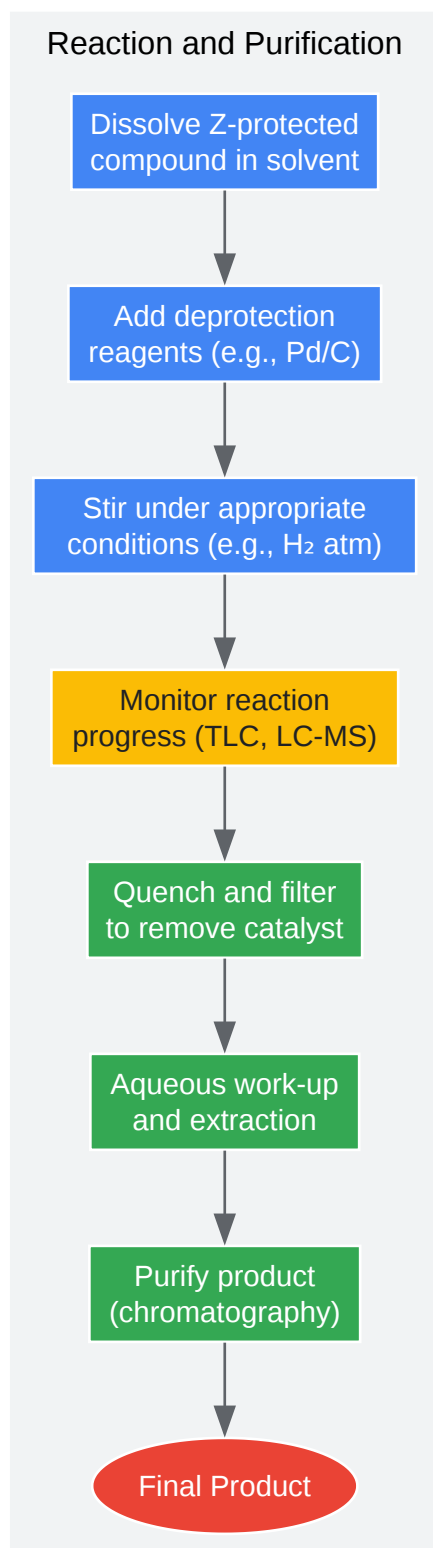 Reaction and Purification
Dissolve Z-protected
compound in solvent
Add deprotection
reagents (e.g., Pd/C)
Stir under appropriate
conditions (e.g., H₂ atm)
Monitor reaction
progress (TLC, LC-MS)
Quench and filter
to remove catalyst
Aqueous work-up
and extraction
Purify product
(chromatography)
Final Product